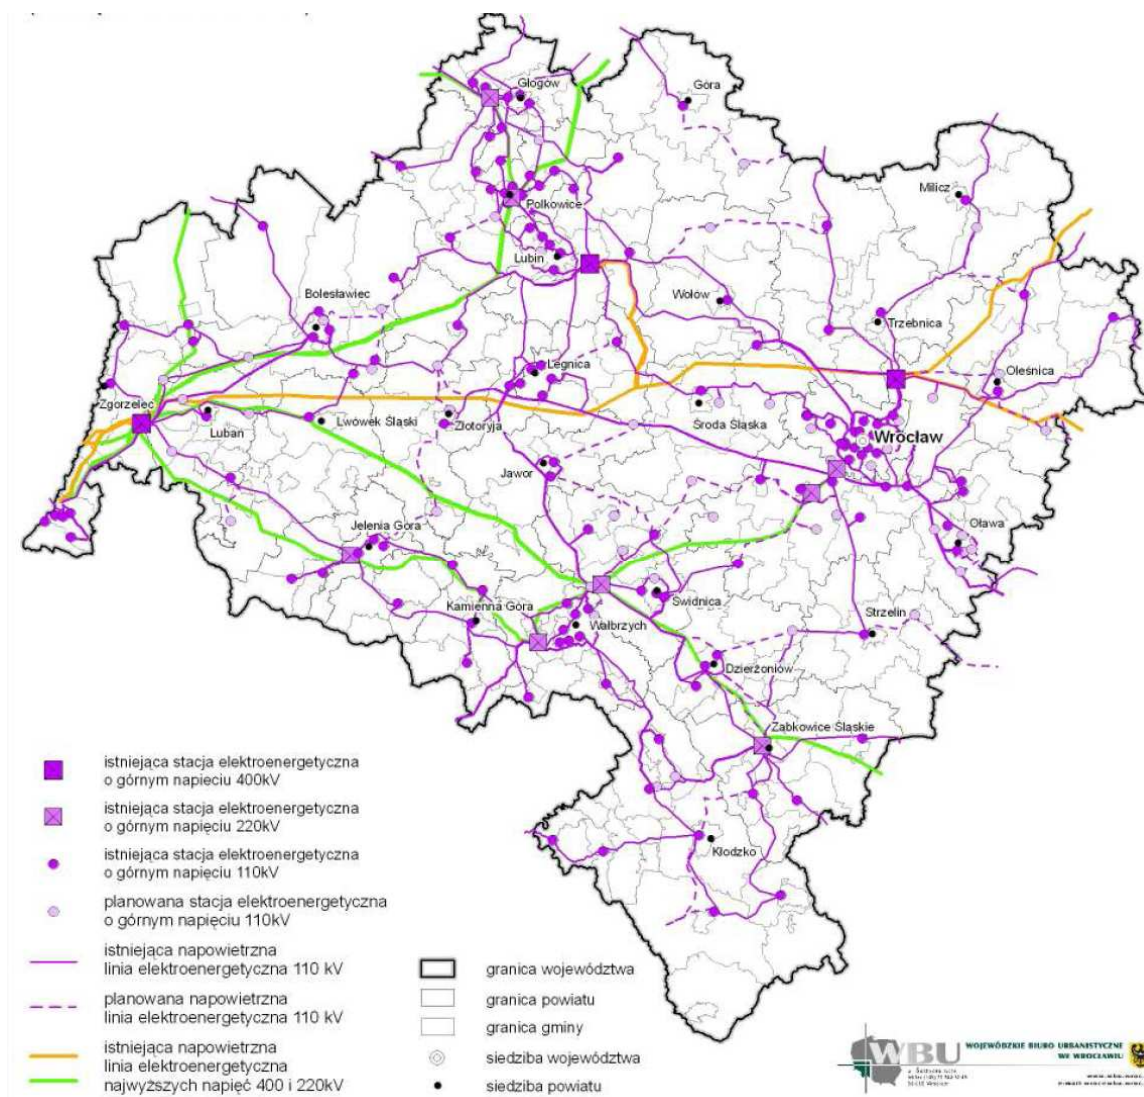 Głogów
Góra
Milicz
Polkowice
Lubin
Wołów
Bolesławiec
Trzebnica
Legnica
Oleśnica
Zgorzelec
Lubań
Lwówek Śląski
Złotoryja
Środa Śląska
Wrocław
Jawor
Oława
Jelenia Góra
Kamienna Góra
Świdnica
Strzelin
Wałbrzych
Dzierżoniów
Ząbkowice Śląskie
Kłodzko
istniejąca stacja elektroenergetyczna
o górnym napieciu 400kV
istniejąca stacja elektroenergetyczna
o górnym napięciu 220kV
istniejąca stacja elektroenergetyczna
o górnym napięciu 110kV
planowana stacja elektroenergetyczna
o górnym napięciu 110kV
istniejąca napowietrzna
linia elektroenergetyczna 110 kV
planowana napowietrzna
linia elektroenergetyczna 110 kV
istniejąca napowietrzna
linia elektroenergetyczna
najwyższych napięć 400 i 220kV
granica województwa
granica powiatu
granica gminy
siedziba województwa
siedziba powiatu
WBU
WOJEWÓDZKIE BIURO URBANISTYCZNE
WE WROCŁAWIU